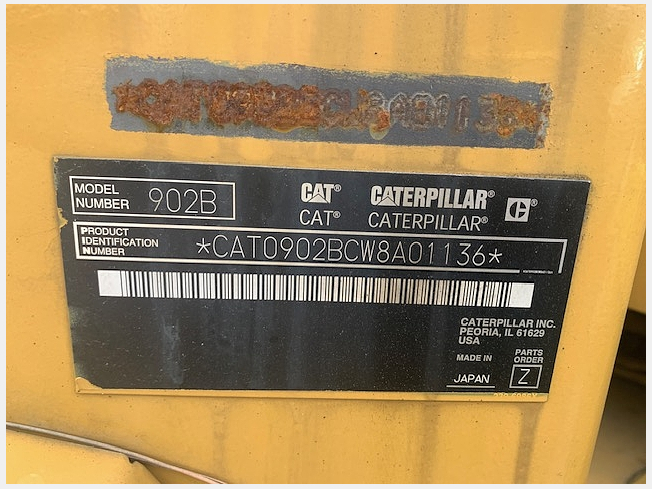 MODEL
NUMBER 902B
CAT® CATERPILLAR® C
CAT® CATERPILLAR®
PRODUCT
IDENTIFICATION
NUMBER *CAT0902BCW8A01136*
CATERPILLAR INC.
PEORIA, IL 61629
USA
MADE IN
JAPAN
PARTS
ORDER
Z